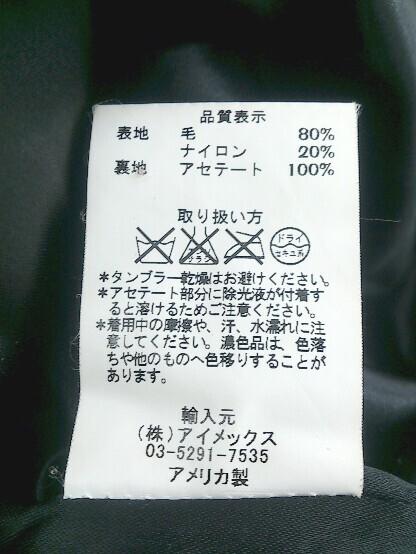 品質表示
表地 毛 80%
ナイロン 20%
裏地 アセテート 100%
取り扱い方
ドライ
セキユ系
*タンブラー乾燥はお避けください。
*アセテート部分に除光液が付着す
ると溶けるためご注意ください。
*着用中の摩擦や、汗、水濡れに注
意してください。濃色品は、色落
ちや他のものへ色移りすることが
あります。
輸入元
(株)アイメックス
03-5291-7535
アメリカ製